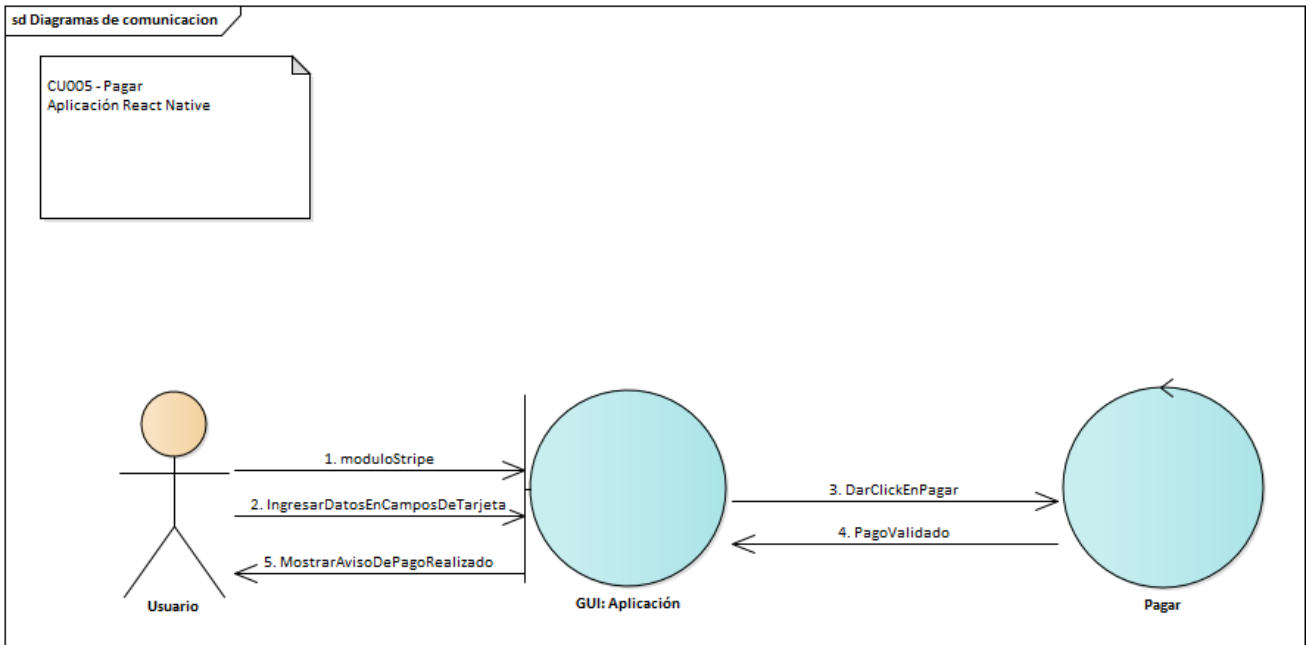 sd Diagramas de comunicacion
CU005 - Pagar
Aplicación React Native
1. moduloStripe
2. IngresarDatosEnCamposDeTarjeta
3. DarClickEnPagar
4. PagoValidado
5. MostrarAvisoDePagoRealizado
Usuario
GUI: Aplicación
Pagar